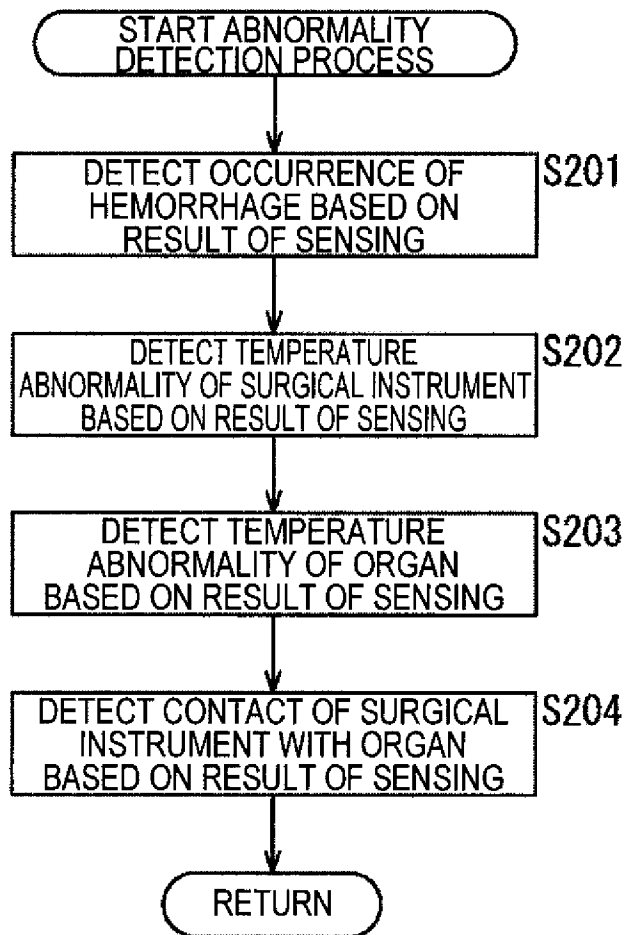 START ABNORMALITY
DETECTION PROCESS
S201
DETECT OCCURRENCE OF
HEMORRHAGE BASED ON
RESULT OF SENSING
S202
DETECT TEMPERATURE
ABNORMALITY OF SURGICAL INSTRUMENT
BASED ON RESULT OF SENSING
S203
DETECT TEMPERATURE
ABNORMALITY OF ORGAN
BASED ON RESULT OF SENSING
S204
DETECT CONTACT OF SURGICAL
INSTRUMENT WITH ORGAN
BASED ON RESULT OF SENSING
RETURN